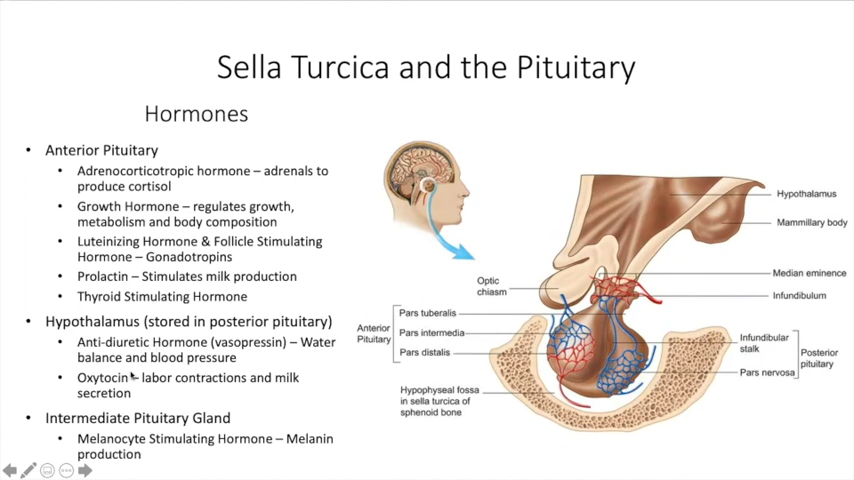 Sella Turcica and the Pituitary
Hormones
• Anterior Pituitary
• Adrenocorticotropic hormone – adrenals to
produce cortisol
• Growth Hormone – regulates growth,
metabolism and body composition
• Luteinizing Hormone & Follicle Stimulating
Hormone – Gonadotropins
• Prolactin – Stimulates milk production
• Thyroid Stimulating Hormone
• Hypothalamus (stored in posterior pituitary)
• Anti-diuretic Hormone (vasopressin) – Water
balance and blood pressure
• Oxytocin – labor contractions and milk
secretion
• Intermediate Pituitary Gland
• Melanocyte Stimulating Hormone – Melanin
production
Hypothalamus
Mammillary body
Median eminence
Infundibulum
Optic
chiasm
Pars tuberalis
Anterior
Pituitary
Pars intermedia
Pars distalis
Hypophyseal fossa
in sella turcica of
sphenoid bone
Infundibular
stalk
Pars nervosa
Posterior
pituitary